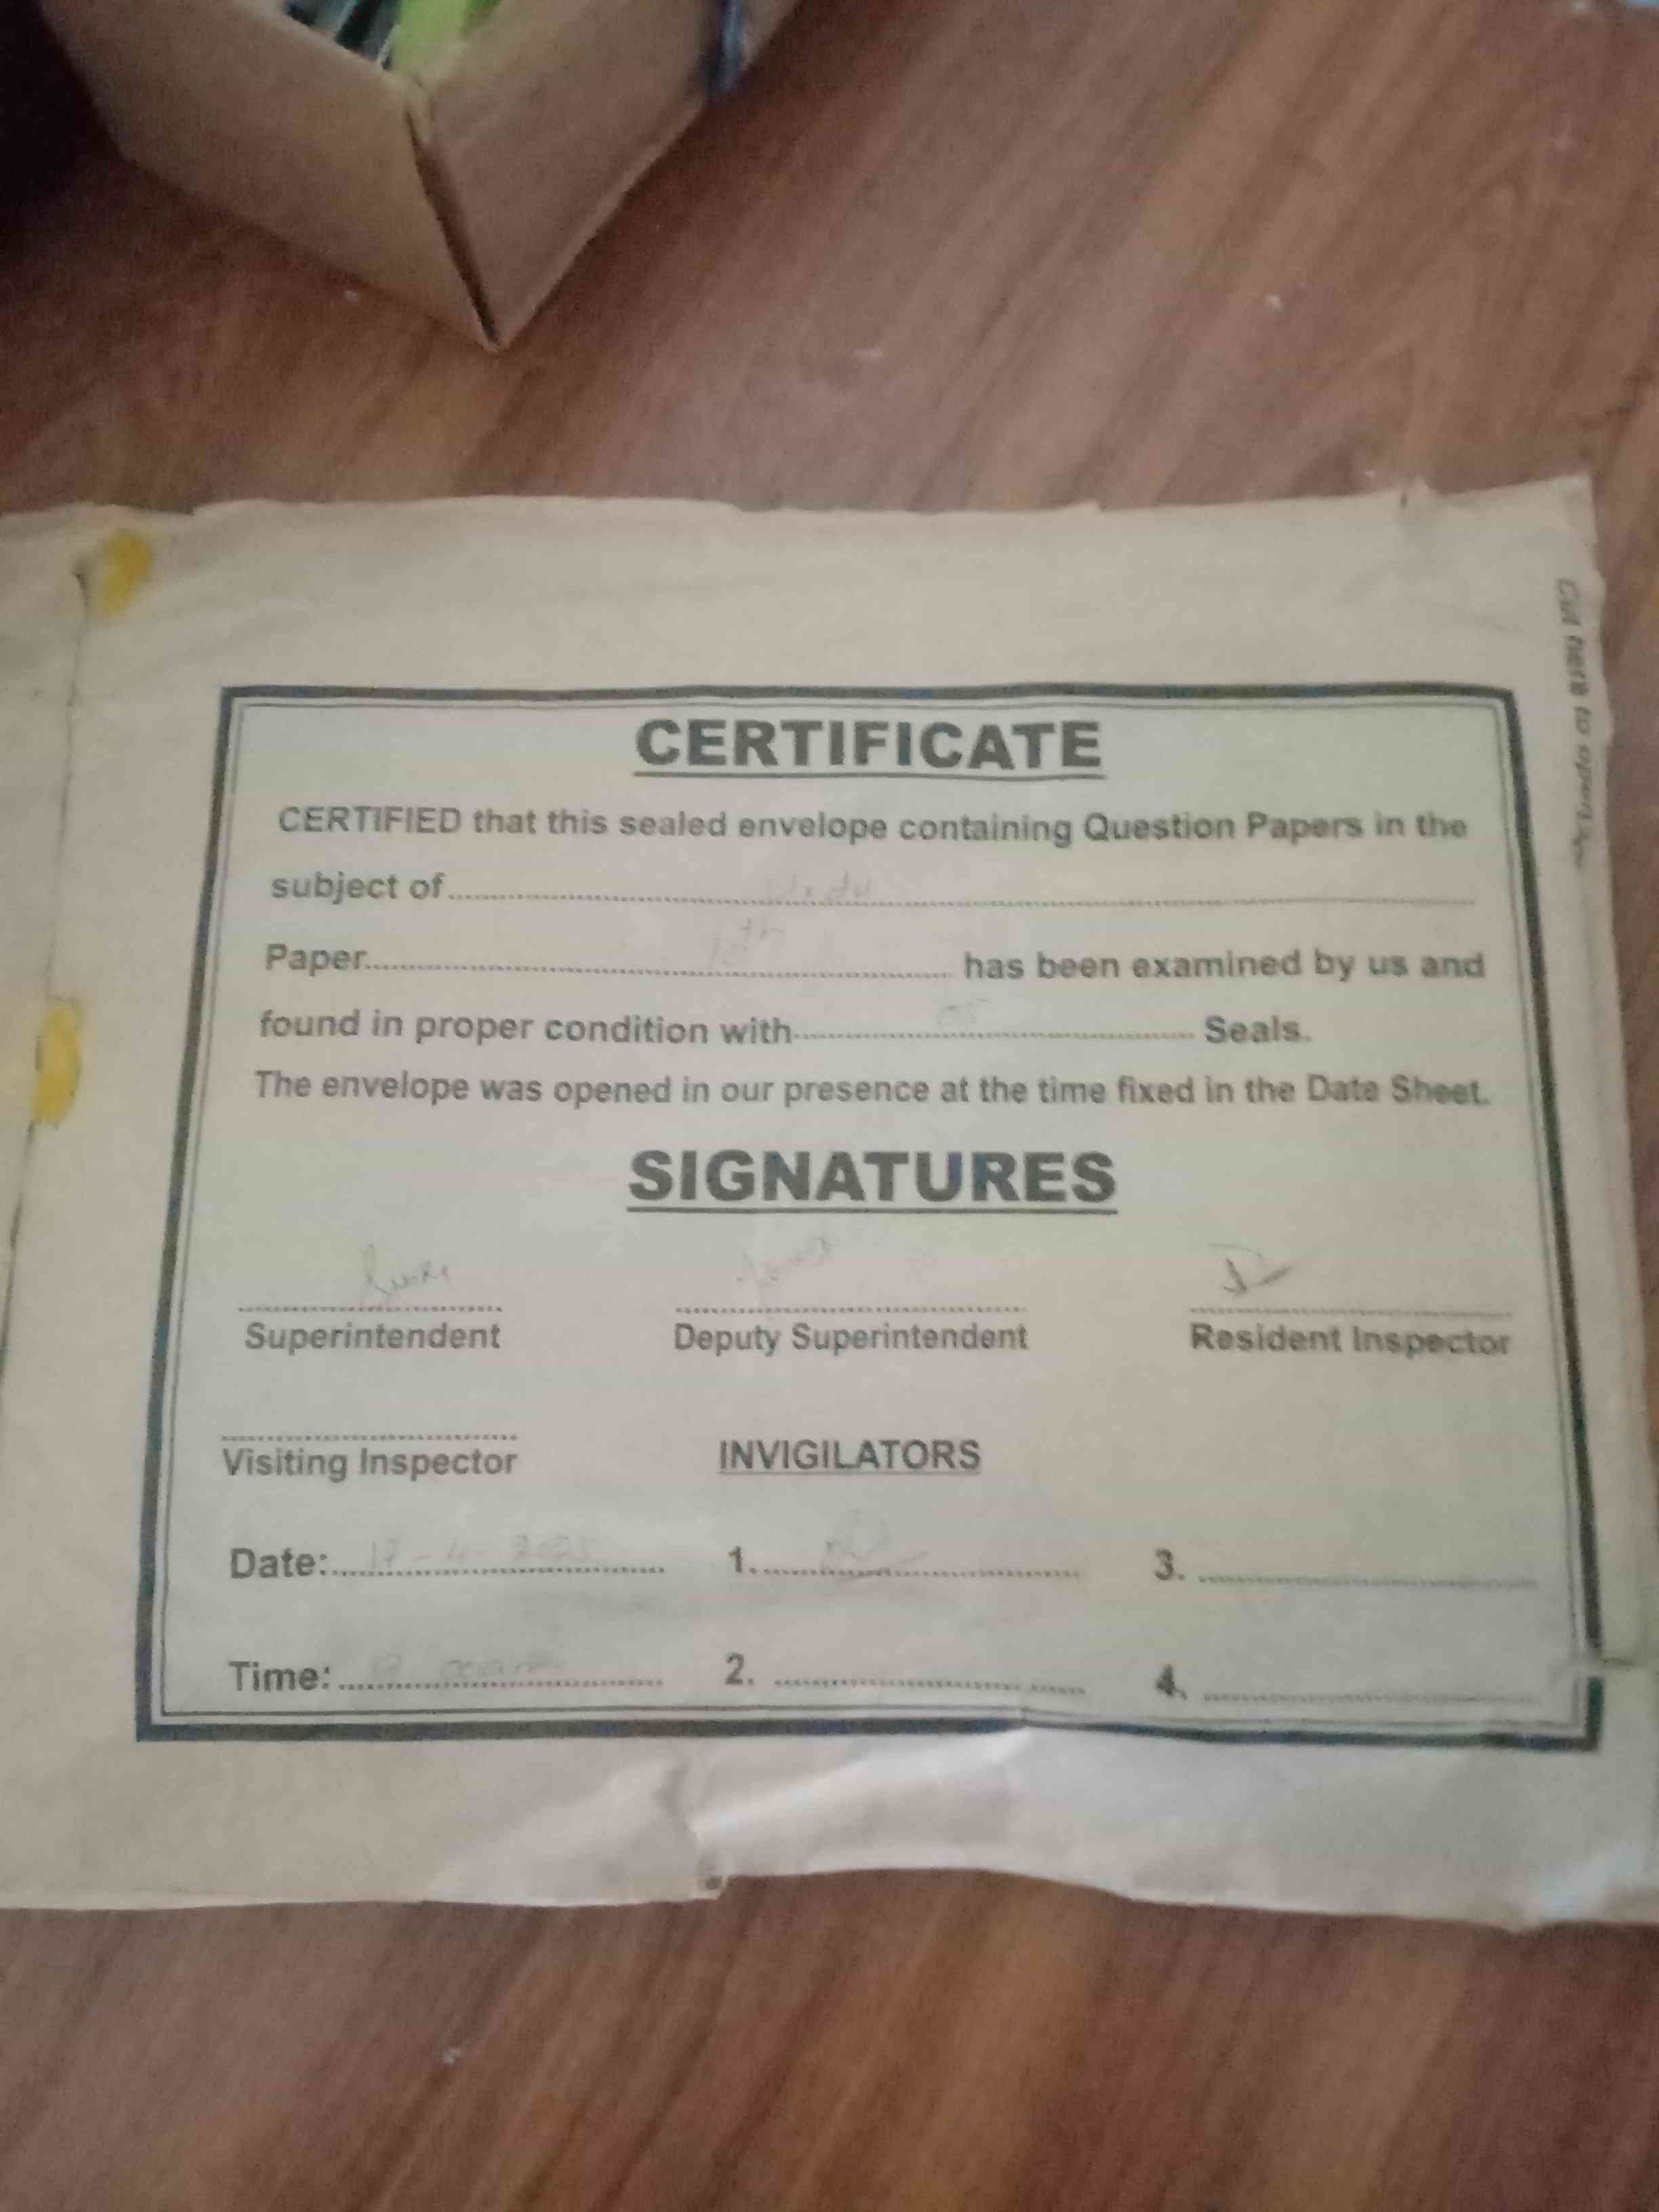 Cut here to open
CERTIFICATE
CERTIFIED that this sealed envelope containing Question Papers in the
subject of Urdu
Paper 10th has been examined by us and
found in proper condition with 05 Seals.
The envelope was opened in our presence at the time fixed in the Date Sheet.
SIGNATURES
Superintendent Deputy Superintendent Resident Inspector
Visiting Inspector INVIGILATORS
Date: 1. 3.
Time: 2. 4.